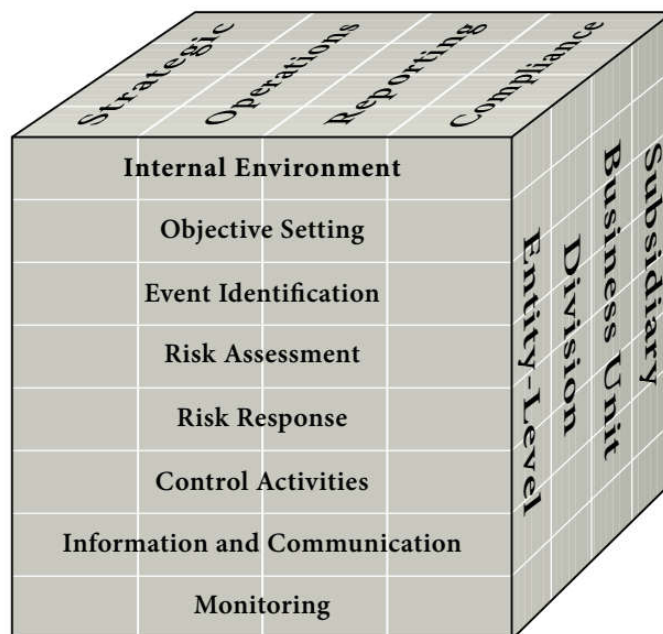 Strategic
Operations
Reporting
Compliance
Internal Environment
Objective Setting
Event Identification
Risk Assessment
Risk Response
Control Activities
Information and Communication
Monitoring
Entity-Level
Division
Business Unit
Subsidiary